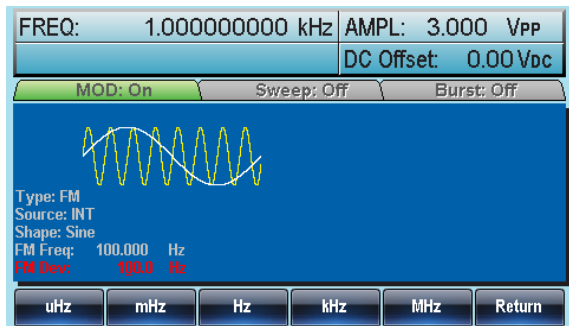 FREQ: 1.000000000 kHz AMPL: 3.000 VPP
DC Offset: 0.00 VDC
MOD: On Sweep: Off Burst: Off
Type: FM
Source: INT
Shape: Sine
FM Freq: 100.000 Hz
FM Dev: 100.0 Hz
uHz mHz Hz kHz MHz Return